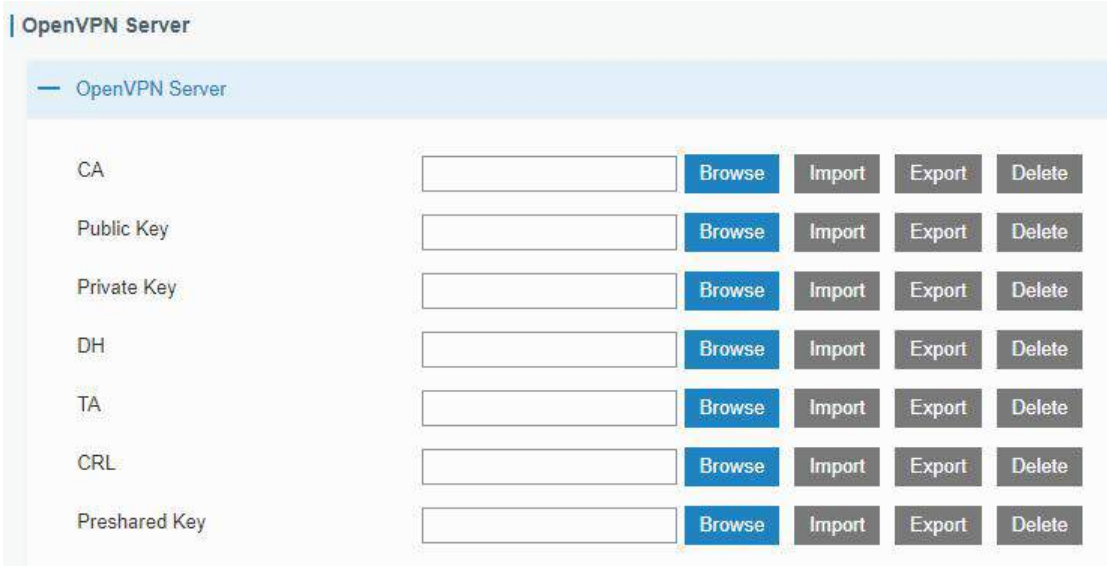 OpenVPN Server
OpenVPN Server
CA Browse Import Export Delete
Public Key Browse Import Export Delete
Private Key Browse Import Export Delete
DH Browse Import Export Delete
TA Browse Import Export Delete
CRL Browse Import Export Delete
Preshared Key Browse Import Export Delete